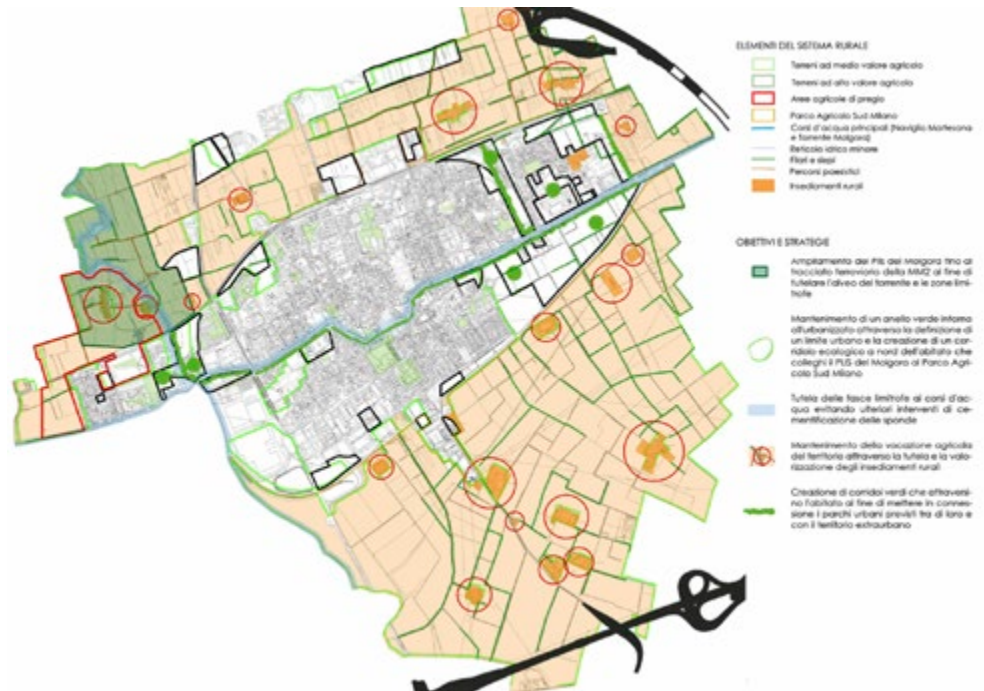 ELEMENTI DEL SISTEMA RURALE
Terreni ad medio valore agricolo
Terreni ad alto valore agricolo
Aree agricole di pregio
Parco Agricolo Sud Milano
Corsi d'acqua principali (Naviglio Martesana
e Torrente Molgora)
Reticolo idrico minore
Filari e siepi
Percorsi paesistici
Insediamenti rurali
OBIETTIVI E STRATEGIE
Ampliamento del Plis del Molgora fino al
tracciato ferroviario della MM2 al fine di
tutelare l'alveo del torrente e le zone limi-
trofe
Mantenimento di un anello verde intorno
all'urbanizzato attraverso la definizione di
un limite urbano e la creazione di un cor-
ridoio ecologico a nord dell'abitato che
colleghi il PLIS del Molgora al Parco Agri-
colo Sud Milano
Tutela delle fasce limitrofe ai corsi d'ac-
qua evitando ulteriori interventi di ce-
mentificazione delle sponde
Mantenimento della vocazione agricola
del territorio attraverso la tutela e la valo-
rizzazione degli insediamenti rurali
Creazione di corridoi verdi che attraversi-
no l'abitato al fine di mettere in connes-
sione i parchi urbani previsti tra di loro e
con il territorio extraurbano